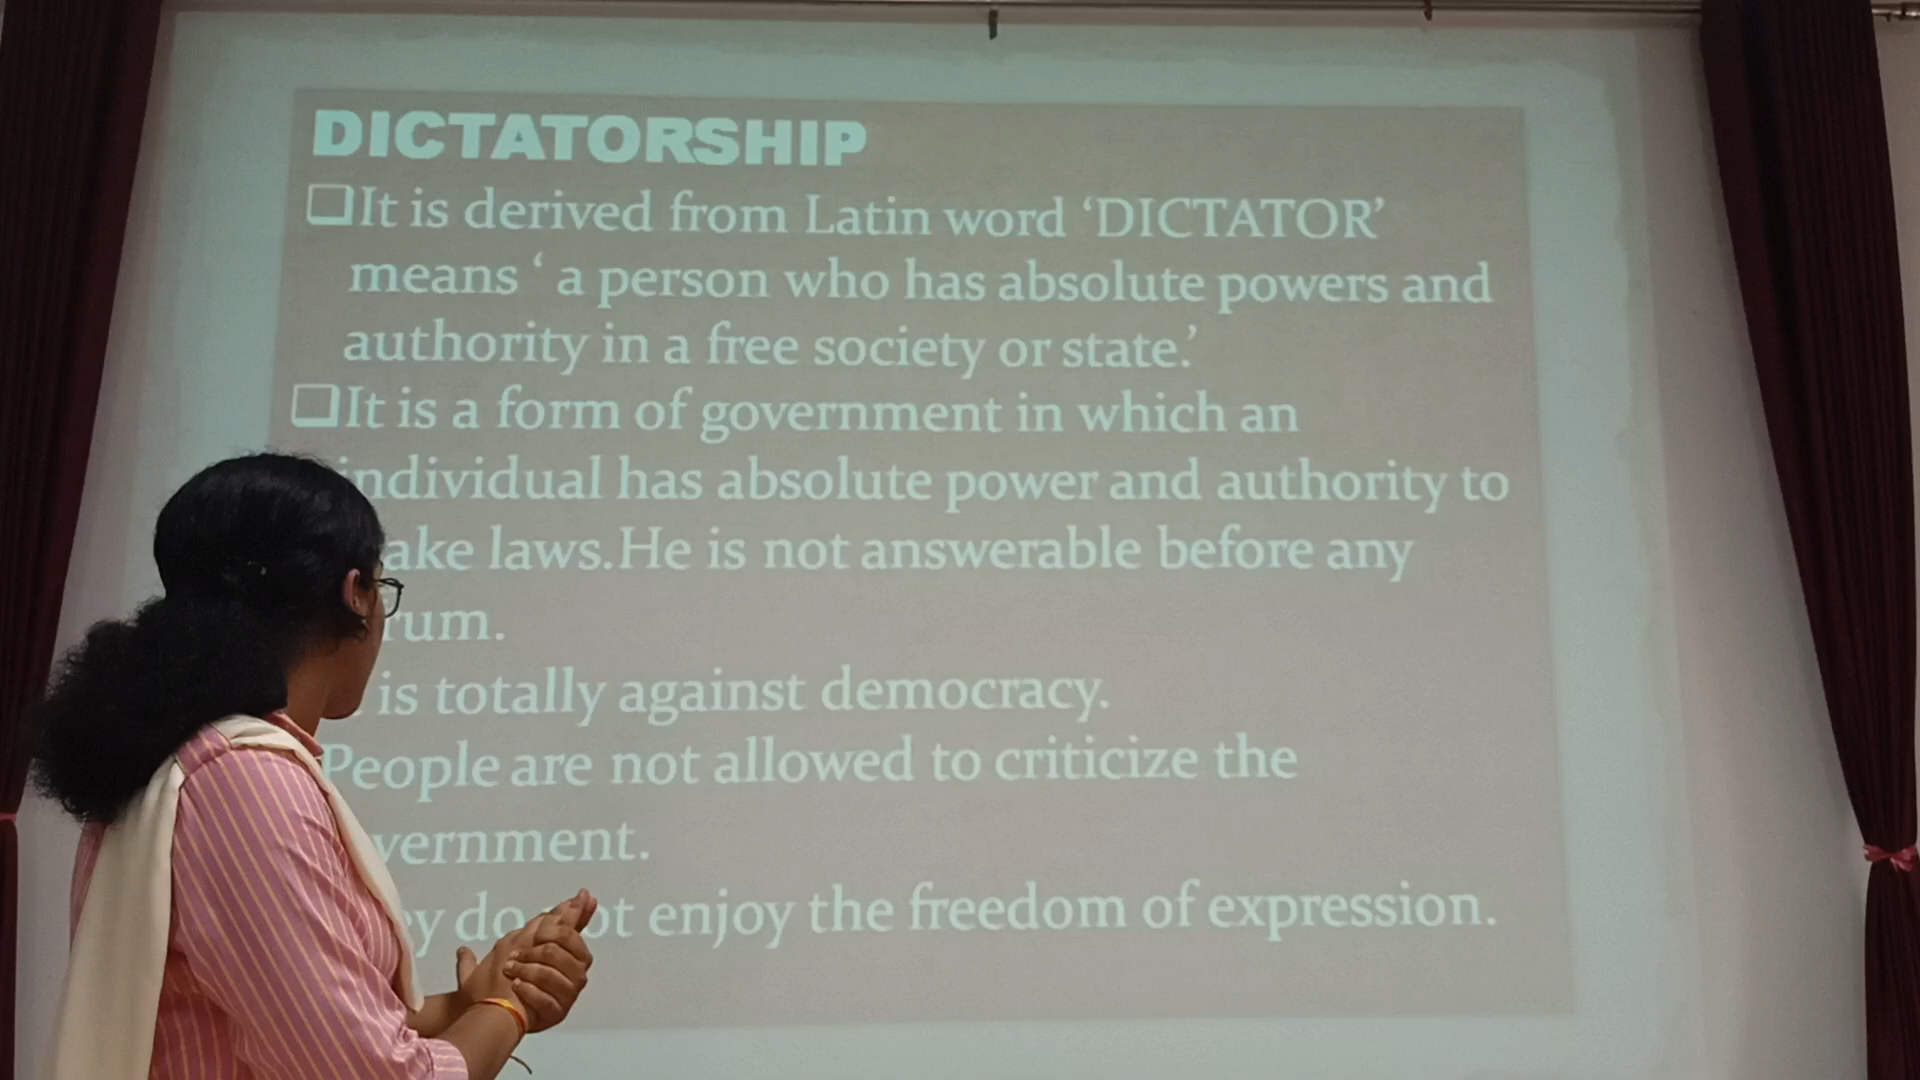 DICTATORSHIP
It is derived from Latin word ‘DICTATOR’
means ‘ a person who has absolute powers and
authority in a free society or state.’
It is a form of government in which an
individual has absolute power and authority to
laws.He is not answerable before any
is totally against democracy.
People are not allowed to criticize the
enjoy the freedom of expression.